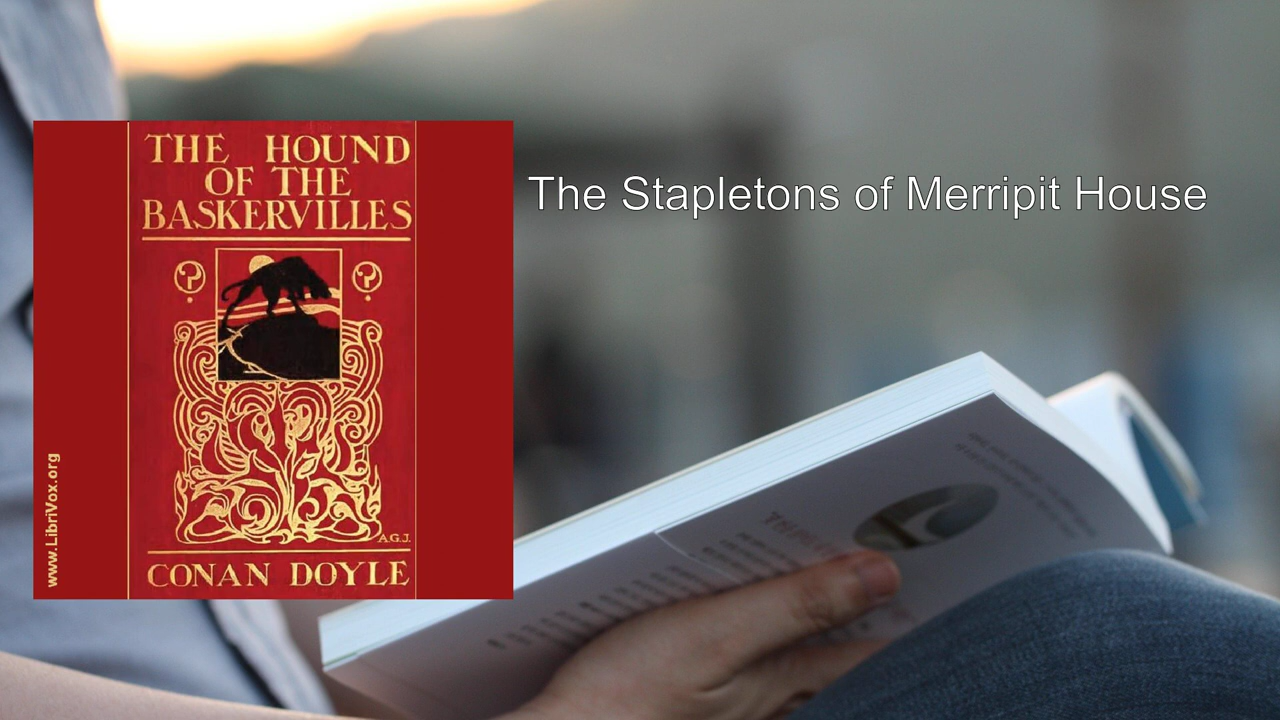 THE HOUND
OF THE
BASKERVILLES
A.G.J.
CONAN DOYLE
www.LibriVox.org
The Stapletons of Merripit House